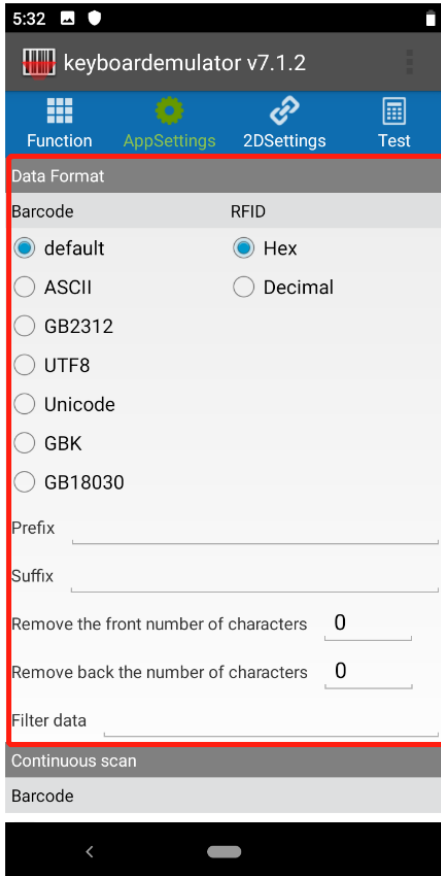 5:32
keyboardemulator v7.1.2
Function AppSettings 2DSettings Test
Data Format
Barcode RFID
default Hex
ASCII Decimal
GB2312
UTF8
Unicode
GBK
GB18030
Prefix
Suffix
Remove the front number of characters 0
Remove back the number of characters 0
Filter data
Continuous scan
Barcode